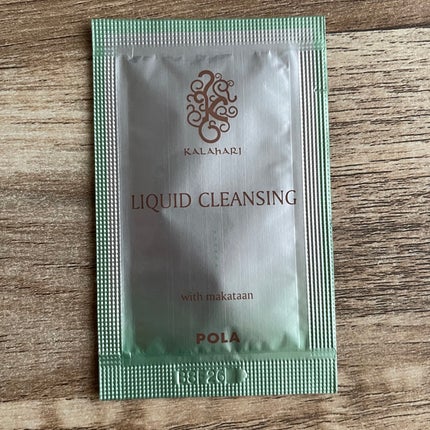 KALAHARI
LIQUID CLEANSING
with makataan
POLA